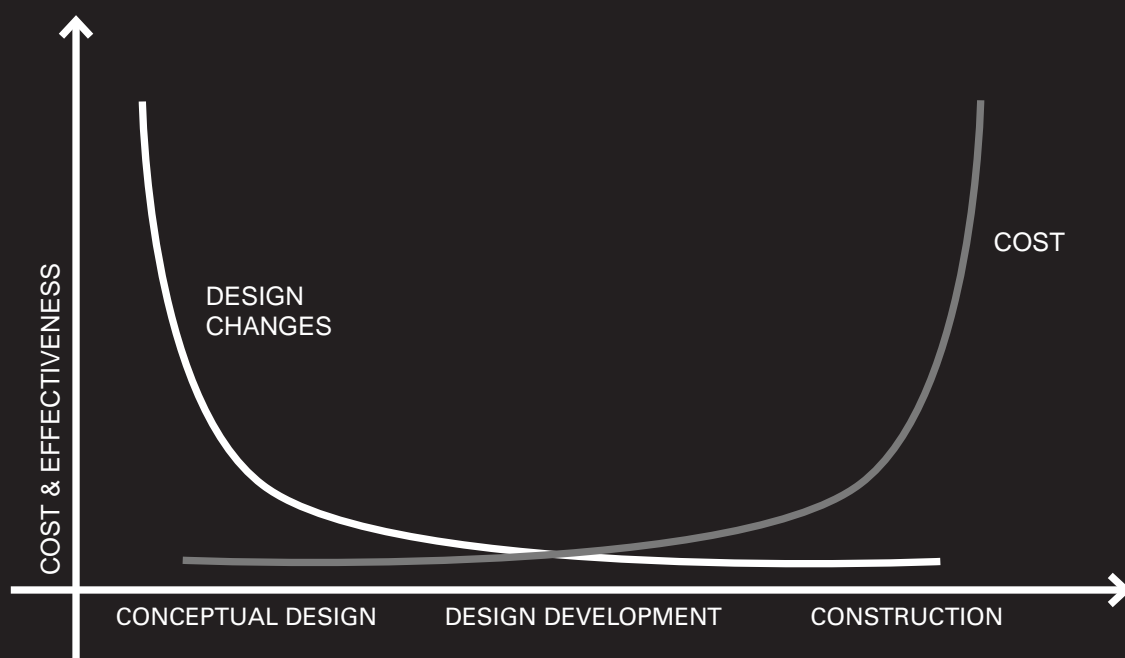 COST & EFFECTIVENESS
DESIGN
CHANGES
COST
CONCEPTUAL DESIGN
DESIGN DEVELOPMENT
CONSTRUCTION